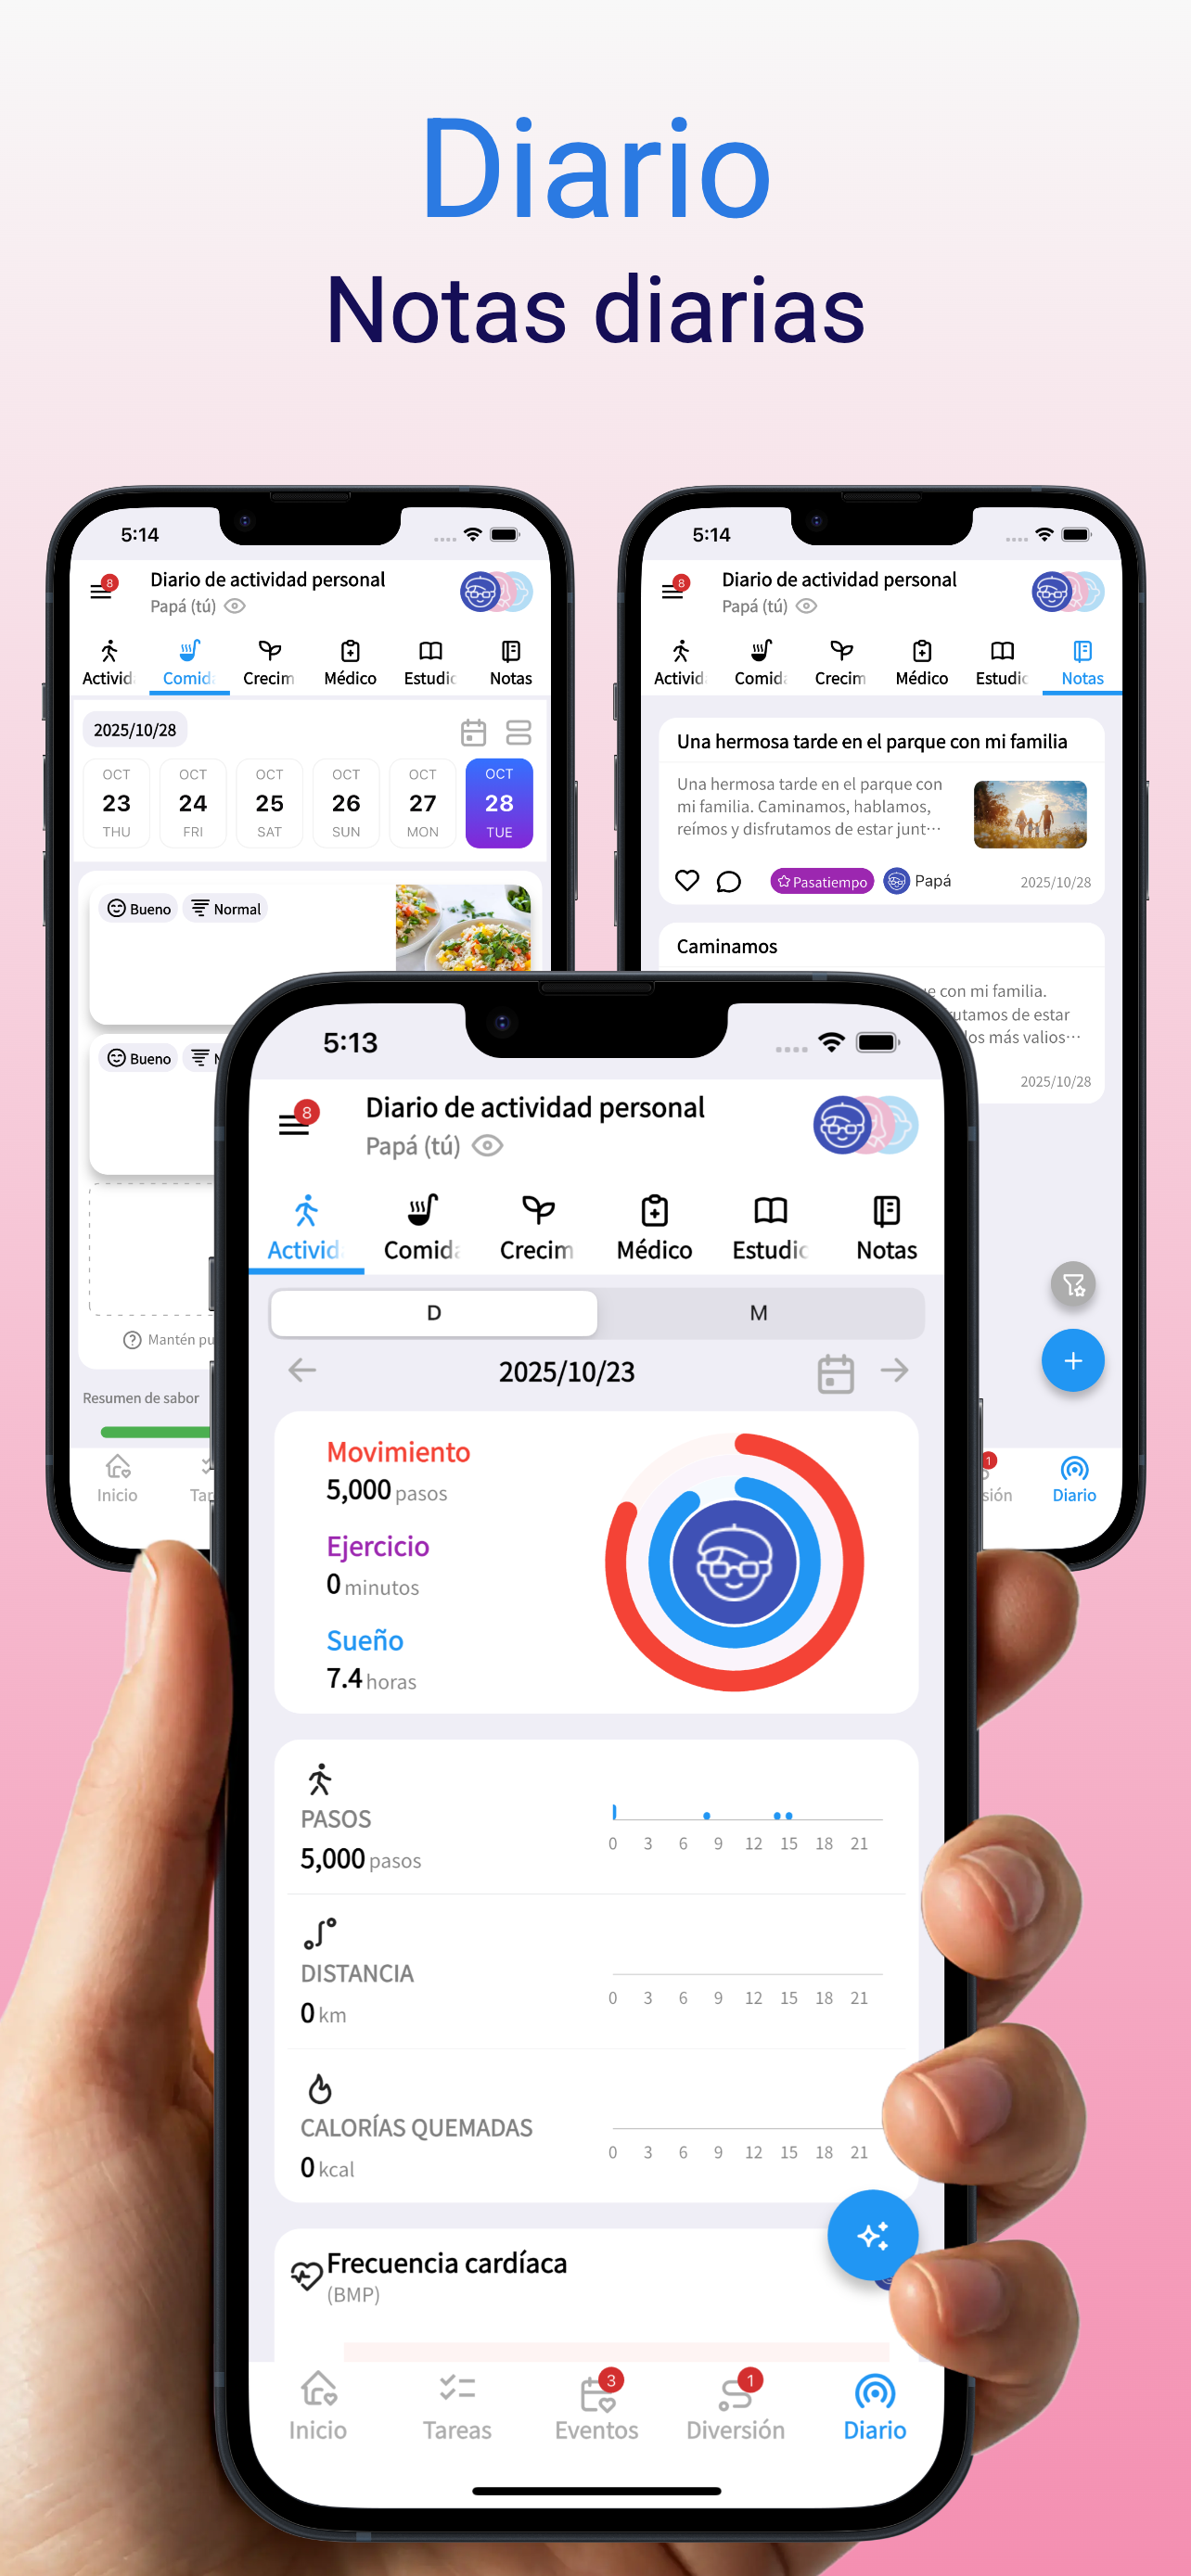 Diario
Notas diarias
5:14
8
Diario de actividad personal
Papá (tú)
Activid
Comid
Crecim
Médico
Estudic
Notas
2025/10/28
OCT
23
THU
OCT
24
FRI
OCT
25
SAT
OCT
26
SUN
OCT
27
MON
OCT
28
TUE
Bueno
Normal
Bueno
Mantén pu
Resumen de sabor
Inicio
Tar
5:14
8
Diario de actividad personal
Papá (tú)
Activid
Comid
Crecim
Médico
Estudic
Notas
Una hermosa tarde en el parque con mi familia
Una hermosa tarde en el parque con
mi familia. Caminamos, hablamos,
reímos y disfrutamos de estar junt···
Pasatiempo
Papá
2025/10/28
Caminamos
e con mi familia.
utamos de estar
los más valios···
2025/10/28
1
sión
Diario
5:13
8
Diario de actividad personal
Papá (tú)
Activid
Comid
Crecim
Médico
Estudic
Notas
D
M
2025/10/23
Movimiento
5,000 pasos
Ejercicio
0 minutos
Sueño
7.4 horas
PASOS
5,000 pasos
0 3 6 9 12 15 18 21
DISTANCIA
0 km
0 3 6 9 12 15 18 21
CALORÍAS QUEMADAS
0 kcal
0 3 6 9 12 15 18 21
Frecuencia cardíaca
(BMP)
Inicio
Tareas
3
Eventos
1
Diversión
Diario